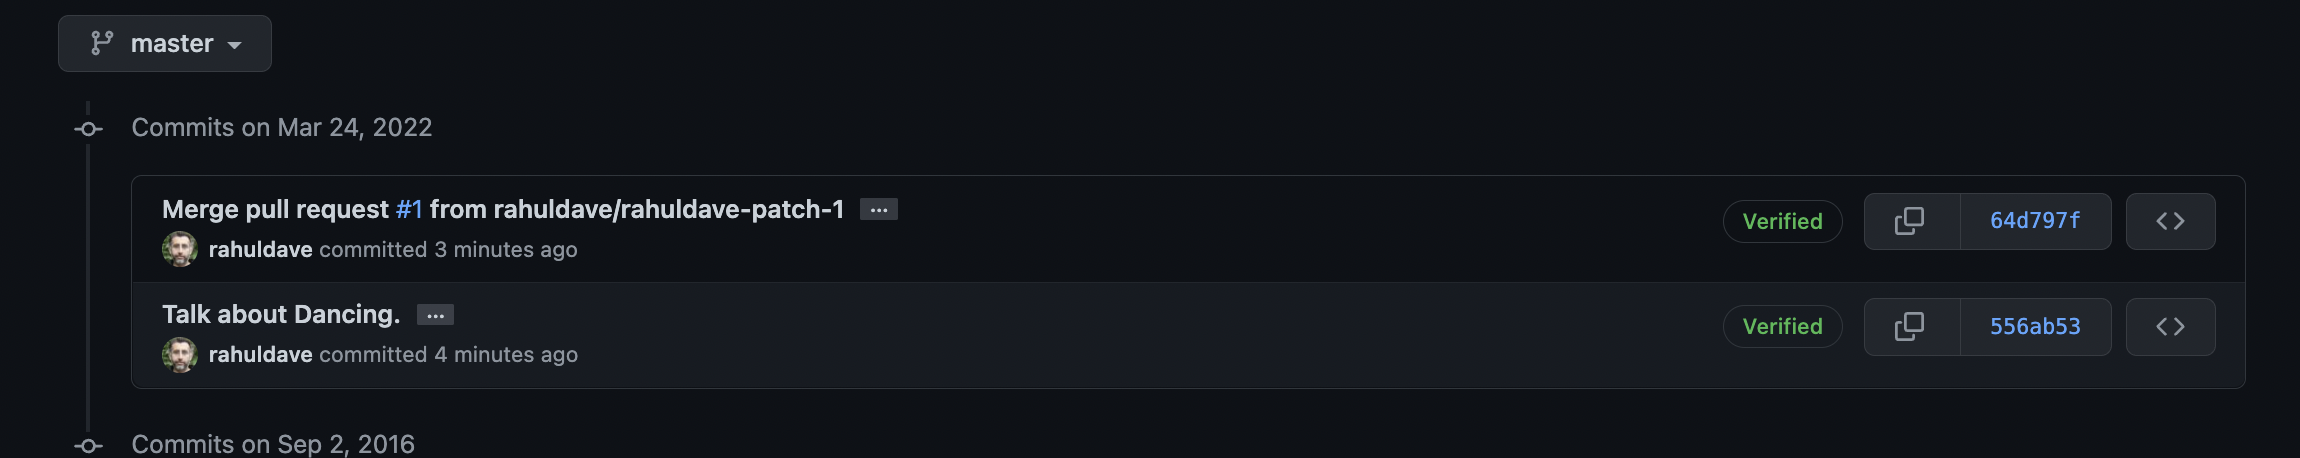 master
Commits on Mar 24, 2022
Merge pull request #1 from rahuldave/rahuldave-patch-1 ...
Verified 64d797f
rahuldave committed 3 minutes ago
Talk about Dancing. ...
Verified 556ab53
rahuldave committed 4 minutes ago
Commits on Sep 2, 2016